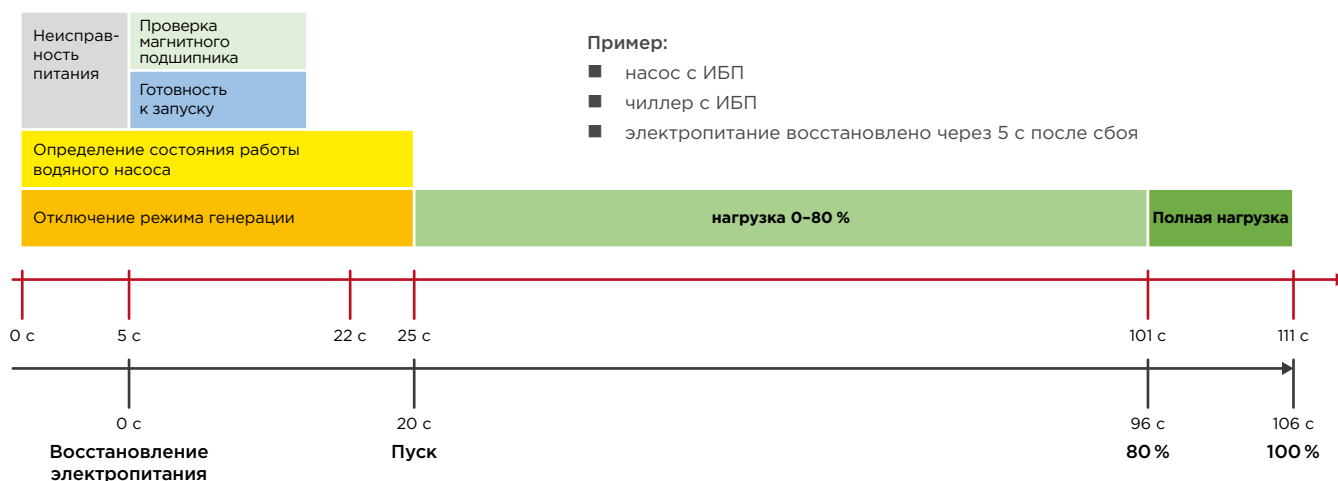 Неисправ-
ность
питания
Проверка
магнитного
подшипника
Готовность
к запуску
Пример:
насос с ИБП
чиллер с ИБП
электропитание восстановлено через 5 с после сбоя
Определение состояния работы
водяного насоса
Отключение режима генерации
нагрузка 0–80 %
Полная нагрузка
0 с
5 с
22 с
25 с
101 с
111 с
0 с
20 с
96 с
106 с
Восстановление
электропитания
Пуск
80 %
100 %